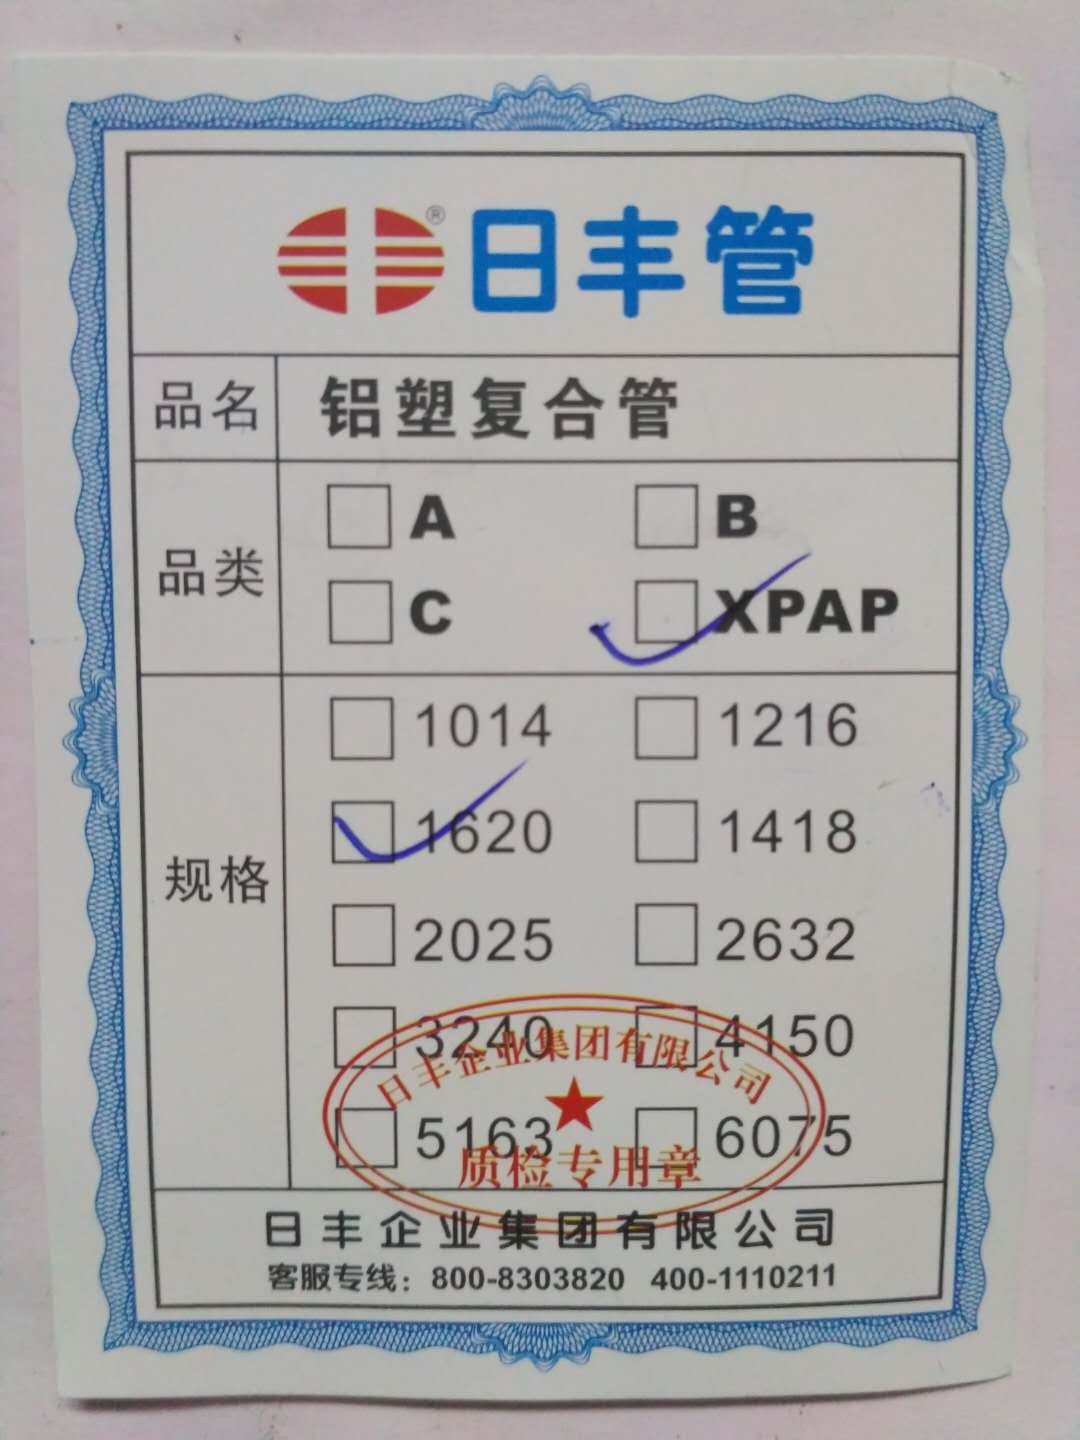 ® 日丰管
品名 铝塑复合管
品类
A B
C XPAP
规格
1014 1216
1620 1418
2025 2632
3240 4150
5163 6075
日丰企业集团有限公司
质检专用章
日丰企业集团有限公司
客服专线：800-8303820 400-1110211